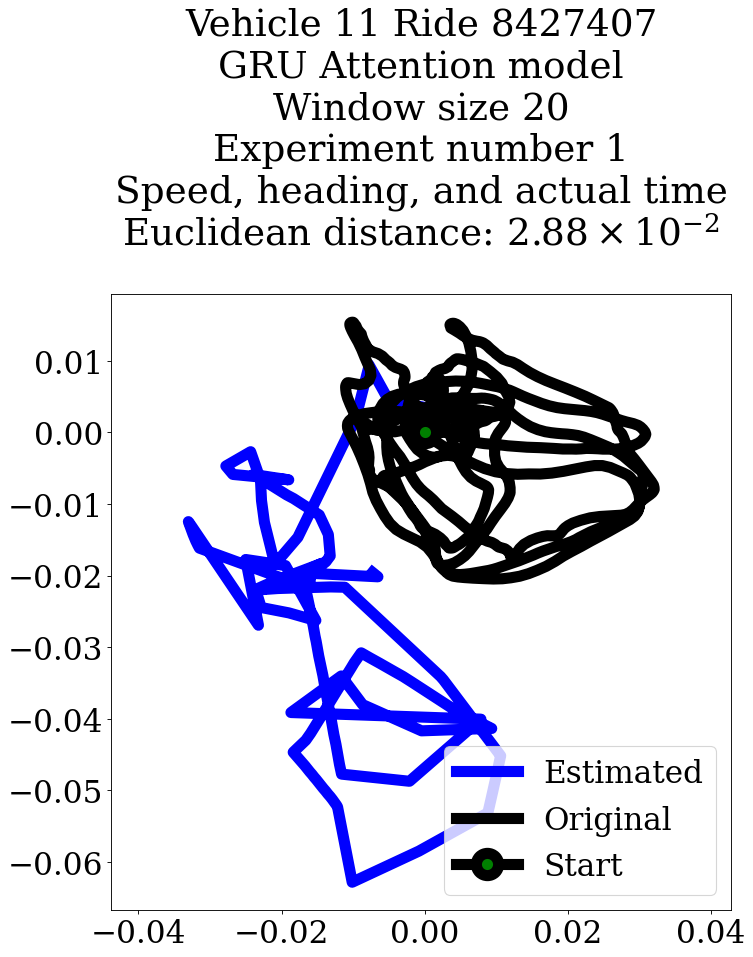 Vehicle 11 Ride 8427407
GRU Attention model
Window size 20
Experiment number 1
Speed, heading, and actual time
Euclidean distance: 2.88 × 10⁻²
0.01
0.00
−0.01
−0.02
−0.03
−0.04
−0.05
−0.06
Estimated
Original
Start
−0.04 −0.02 0.00 0.02 0.04